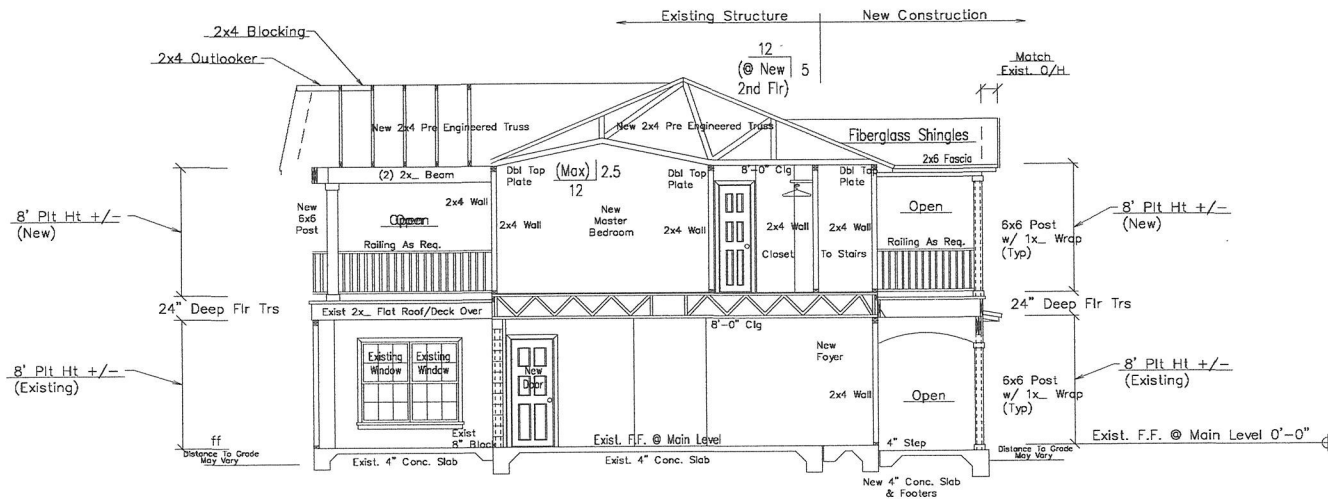 Existing Structure
New Construction
2x4 Blocking
2x4 Outlooker
12
(@ New
2nd Flr)
5
Match
Exist. O/H
New 2x4 Pre Engineered Truss
New 2x4 Pre Engineered Truss
Fiberglass Shingles
2x6 Fascia
(2) 2x_ Beam
Dbl Top
Plate
(Max)
12
2.5
Dbl Top
Plate
8'-0" Clg
Dbl Top
Plate
8' Plt Ht +/-
(New)
New
6x6
Post
Open
2x4 Wall
2x4 Wall
New
Master
Bedroom
2x4 Wall
2x4 Wall
2x4 Wall
Open
6x6 Post
w/ 1x_ Wrap
(Typ)
8' Plt Ht +/-
(New)
Railing As Req.
Closet
To Stairs
Railing As Req.
24" Deep Flr Trs
Exist 2x_ Flat Roof/Deck Over
24" Deep Flr Trs
8'-0" Clg
8' Plt Ht +/-
(Existing)
Existing
Window
Existing
Window
New
Door
New
Foyer
2x4 Wall
Open
6x6 Post
w/ 1x_ Wrap
(Typ)
8' Plt Ht +/-
(Existing)
ff
Distance To Grade
May Vary
Exist
8" Block
Exist. F.F. @ Main Level
4" Step
Exist. F.F. @ Main Level 0'-0"
Distance To Grade
May Vary
Exist. 4" Conc. Slab
Exist. 4" Conc. Slab
New 4" Conc. Slab
& Footers